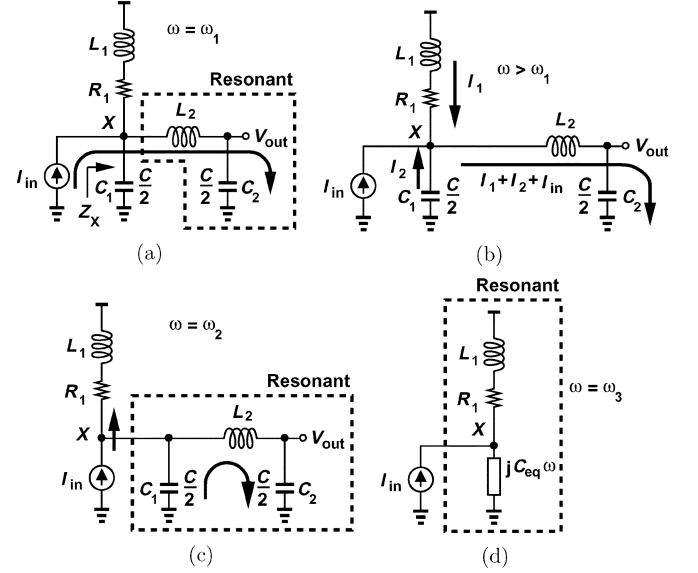 L1
ω = ω1
R1
Resonant
X
L2
Vout
Iin
C1
C/2
C/2
C2
ZX
(a)
L1
ω > ω1
I1
R1
X
L2
Vout
Iin
I2
C1
C/2
I1 + I2 + Iin
C/2
C2
(b)
ω = ω2
L1
R1
Resonant
X
L2
Vout
Iin
C1
C/2
C/2
C2
(c)
Resonant
L1
R1
ω = ω3
X
Iin
jCeqω
(d)